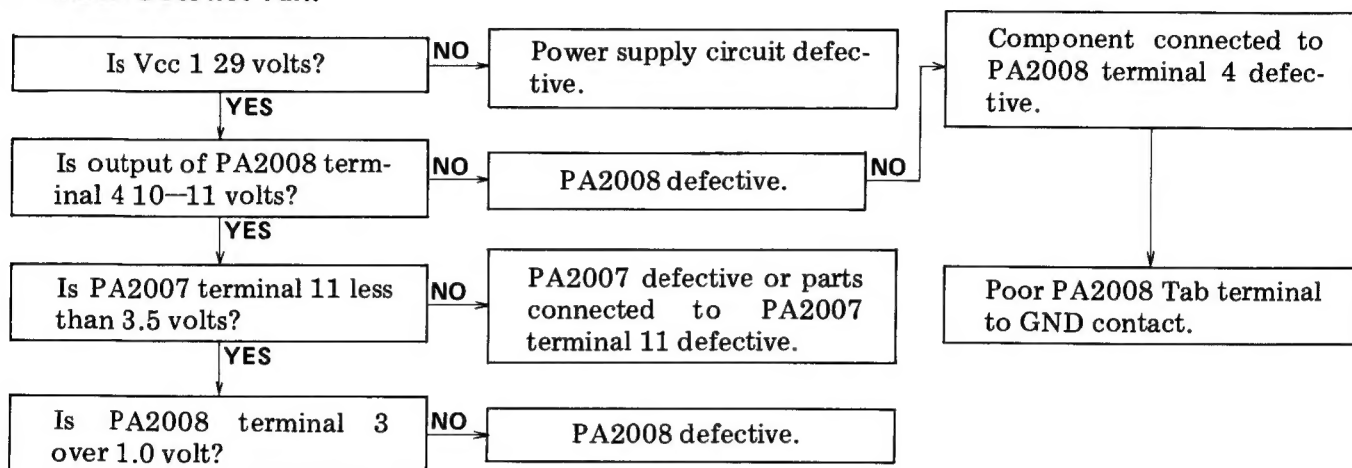 Is Vcc 1 29 volts?
NO
Power supply circuit defec-
tive.
Component connected to
PA2008 terminal 4 defec-
tive.
YES
Is output of PA2008 term-
inal 4 10—11 volts?
NO
PA2008 defective.
NO
YES
Is PA2007 terminal 11 less
than 3.5 volts?
NO
PA2007 defective or parts
connected to PA2007
terminal 11 defective.
Poor PA2008 Tab terminal
to GND contact.
YES
Is PA2008 terminal 3
over 1.0 volt?
NO
PA2008 defective.